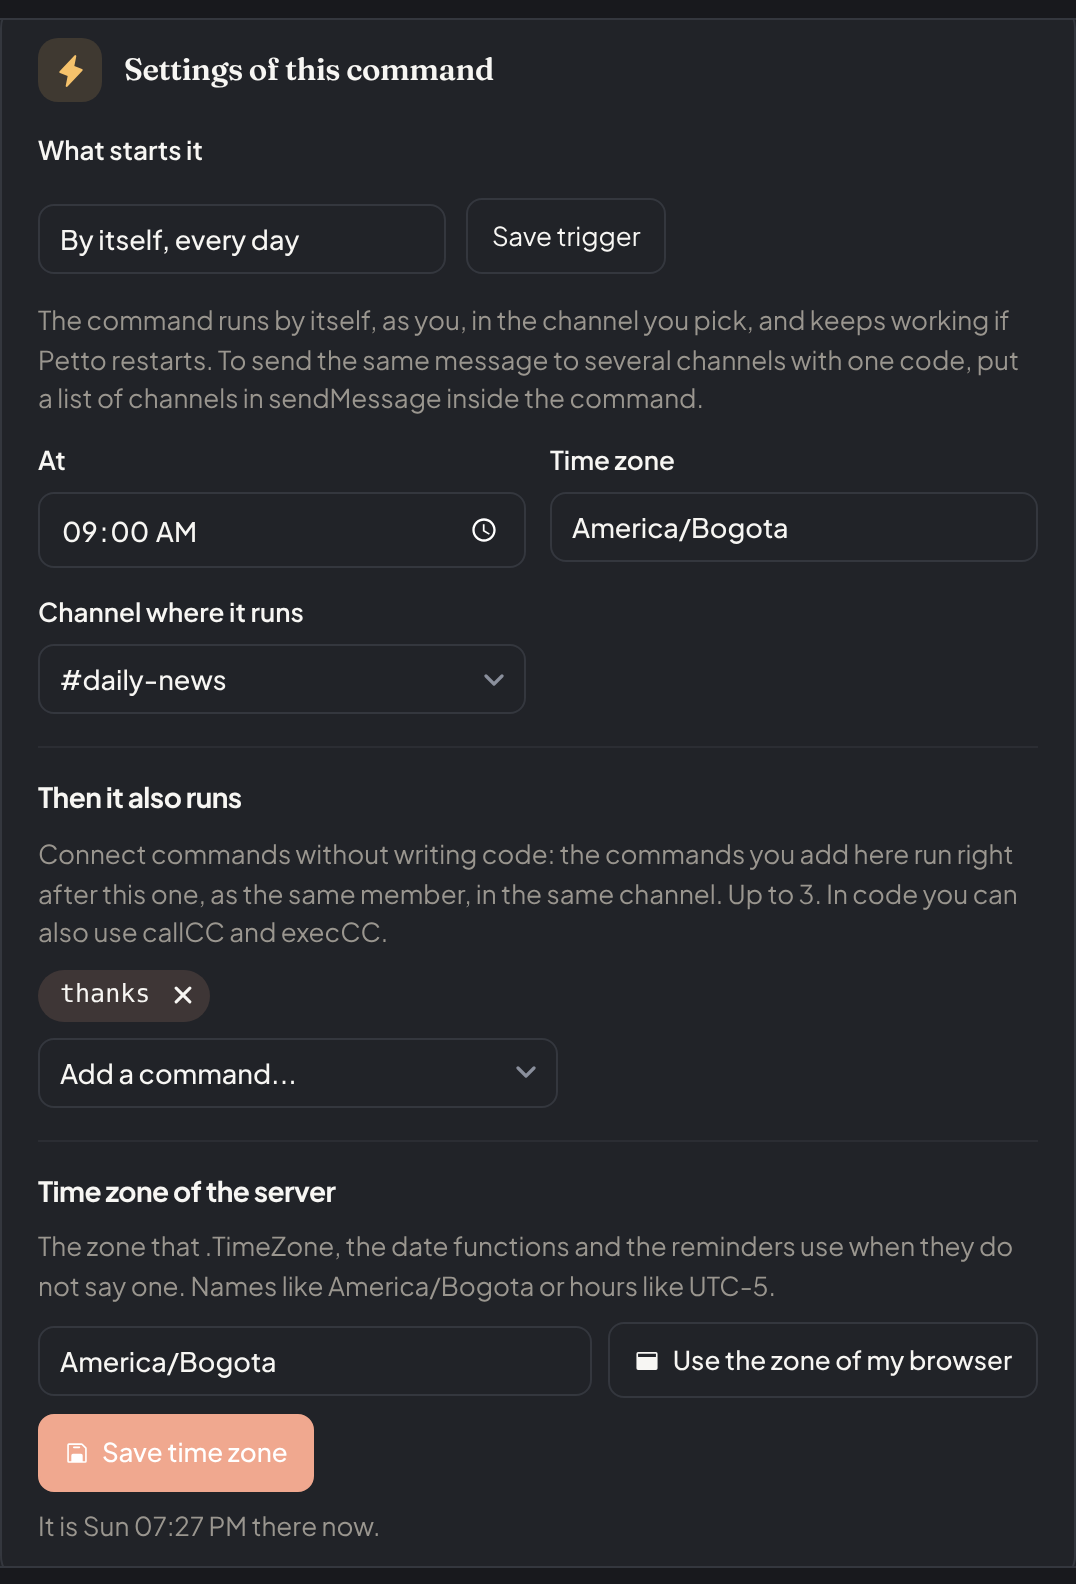 Settings of this command
What starts it
By itself, every day
Save trigger
The command runs by itself, as you, in the channel you pick, and keeps working if
Petto restarts. To send the same message to several channels with one code, put
a list of channels in sendMessage inside the command.
At
Time zone
09:00 AM
America/Bogota
Channel where it runs
#daily-news
Then it also runs
Connect commands without writing code: the commands you add here run right
after this one, as the same member, in the same channel. Up to 3. In code you can
also use callCC and execCC.
thanks
Add a command...
Time zone of the server
The zone that .TimeZone, the date functions and the reminders use when they do
not say one. Names like America/Bogota or hours like UTC-5.
America/Bogota
Use the zone of my browser
Save time zone
It is Sun 07:27 PM there now.